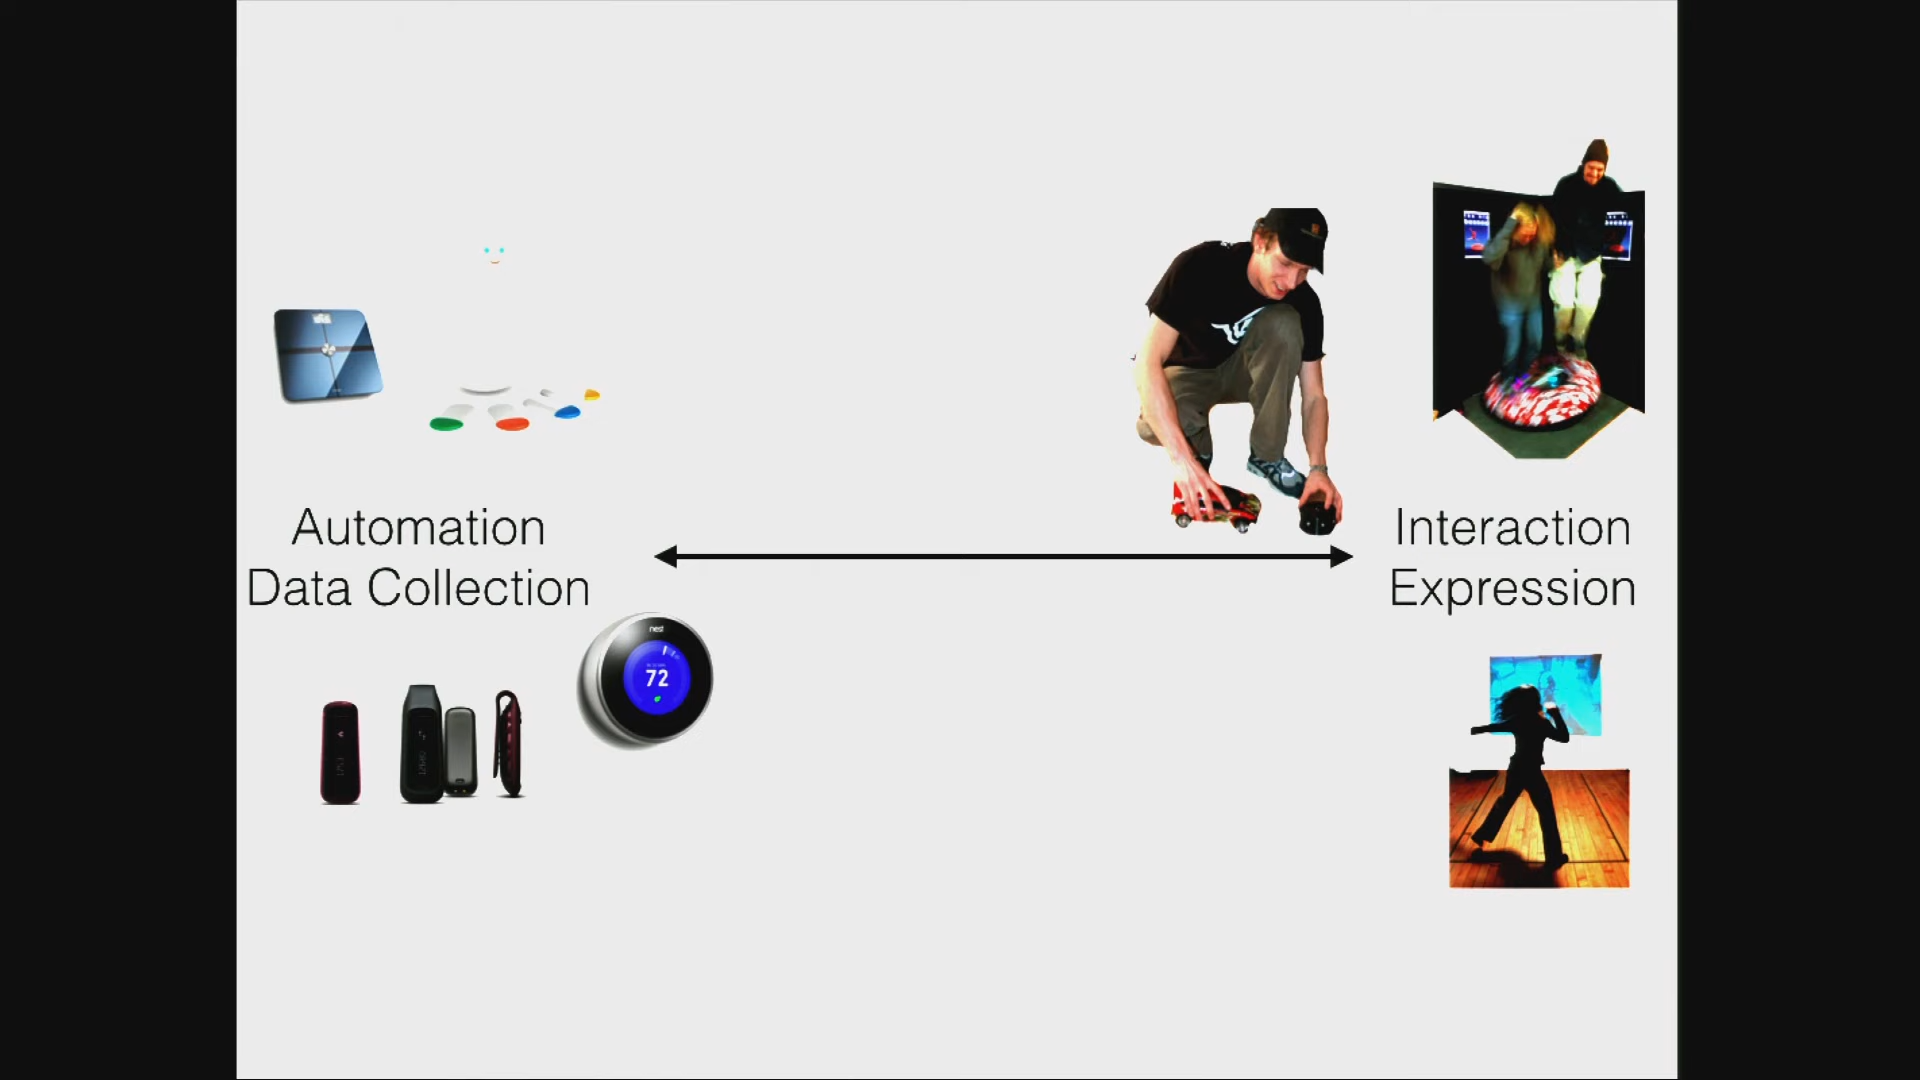 Automation
Data Collection
Interaction
Expression
nest
72